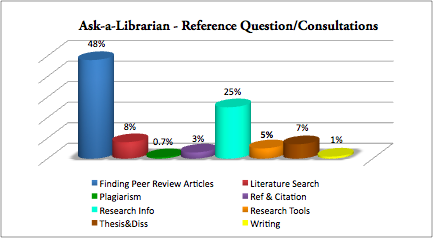 Ask-a-Librarian - Reference Question/Consultations
48%
8%
0.7%
3%
25%
5%
7%
1%
Finding Peer Review Articles
Literature Search
Plagiarism
Ref & Citation
Research Info
Research Tools
Thesis&Diss
Writing